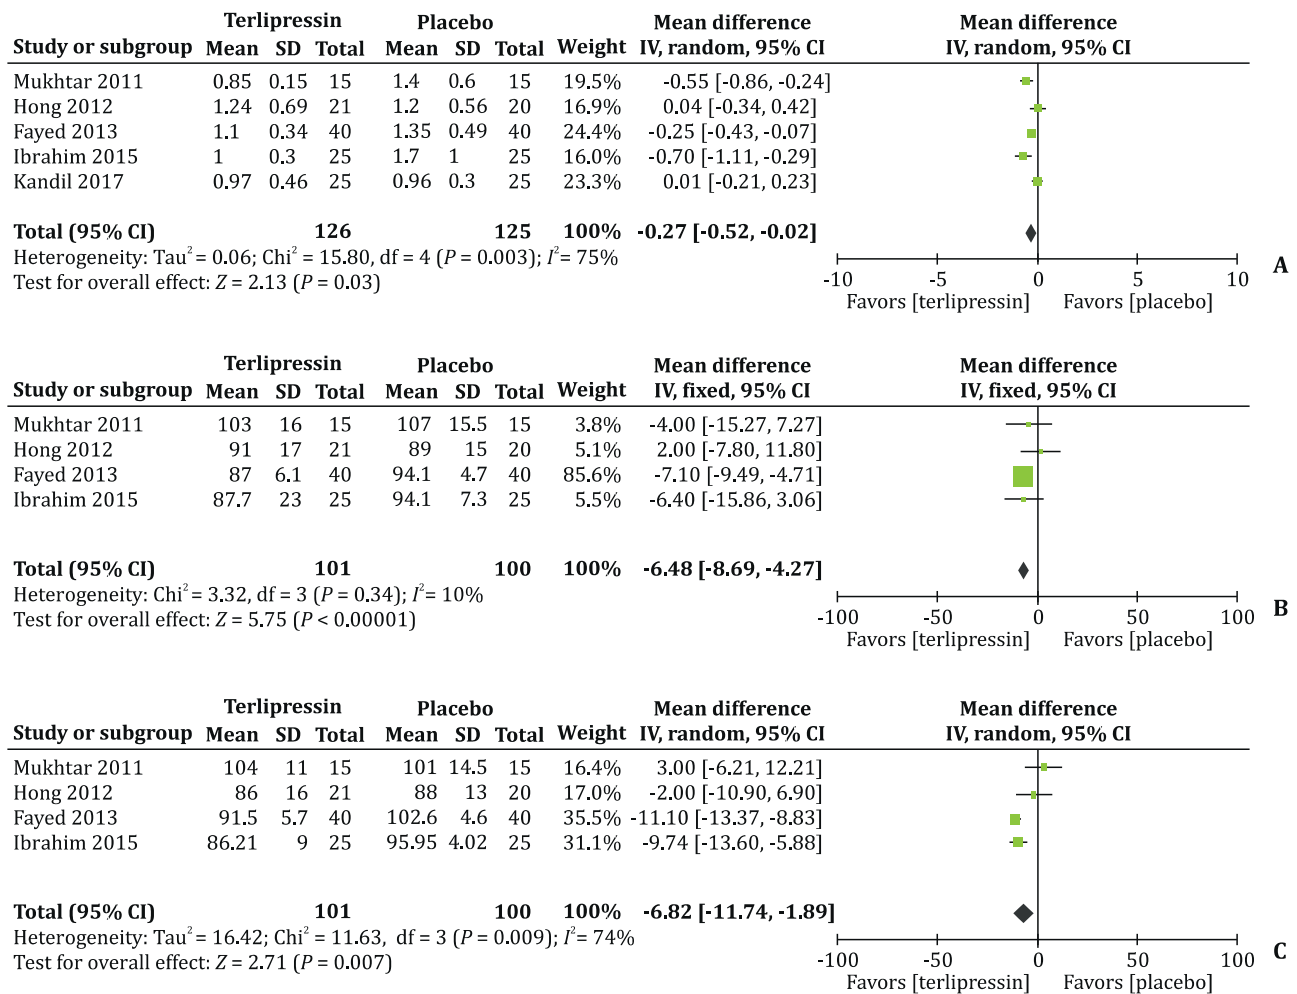 Terlipressin Placebo Mean difference Mean difference
Study or subgroup Mean SD Total Mean SD Total Weight IV, random, 95% CI IV, random, 95% CI
Mukhtar 2011 0.85 0.15 15 1.4 0.6 15 19.5% -0.55 [-0.86, -0.24]
Hong 2012 1.24 0.69 21 1.2 0.56 20 16.9% 0.04 [-0.34, 0.42]
Fayed 2013 1.1 0.34 40 1.35 0.49 40 24.4% -0.25 [-0.43, -0.07]
Ibrahim 2015 1 0.3 25 1.7 1 25 16.0% -0.70 [-1.11, -0.29]
Kandil 2017 0.97 0.46 25 0.96 0.3 25 23.3% 0.01 [-0.21, 0.23]
Total (95% CI) 126 125 100% -0.27 [-0.52, -0.02]
Heterogeneity: Tau² = 0.06; Chi² = 15.80, df = 4 (P = 0.003); I² = 75%
Test for overall effect: Z = 2.13 (P = 0.03)
-10 -5 0 5 10
Favors [terlipressin] Favors [placebo]
A
Terlipressin Placebo Mean difference Mean difference
Study or subgroup Mean SD Total Mean SD Total Weight IV, fixed, 95% CI IV, fixed, 95% CI
Mukhtar 2011 103 16 15 107 15.5 15 3.8% -4.00 [-15.27, 7.27]
Hong 2012 91 17 21 89 15 20 5.1% 2.00 [-7.80, 11.80]
Fayed 2013 87 6.1 40 94.1 4.7 40 85.6% -7.10 [-9.49, -4.71]
Ibrahim 2015 87.7 23 25 94.1 7.3 25 5.5% -6.40 [-15.86, 3.06]
Total (95% CI) 101 100 100% -6.48 [-8.69, -4.27]
Heterogeneity: Chi² = 3.32, df = 3 (P = 0.34); I² = 10%
Test for overall effect: Z = 5.75 (P < 0.00001)
-100 -50 0 50 100
Favors [terlipressin] Favors [placebo]
B
Terlipressin Placebo Mean difference Mean difference
Study or subgroup Mean SD Total Mean SD Total Weight IV, random, 95% CI IV, random, 95% CI
Mukhtar 2011 104 11 15 101 14.5 15 16.4% 3.00 [-6.21, 12.21]
Hong 2012 86 16 21 88 13 20 17.0% -2.00 [-10.90, 6.90]
Fayed 2013 91.5 5.7 40 102.6 4.6 40 35.5% -11.10 [-13.37, -8.83]
Ibrahim 2015 86.21 9 25 95.95 4.02 25 31.1% -9.74 [-13.60, -5.88]
Total (95% CI) 101 100 100% -6.82 [-11.74, -1.89]
Heterogeneity: Tau² = 16.42; Chi² = 11.63, df = 3 (P = 0.009); I² = 74%
Test for overall effect: Z = 2.71 (P = 0.007)
-100 -50 0 50 100
Favors [terlipressin] Favors [placebo]
C